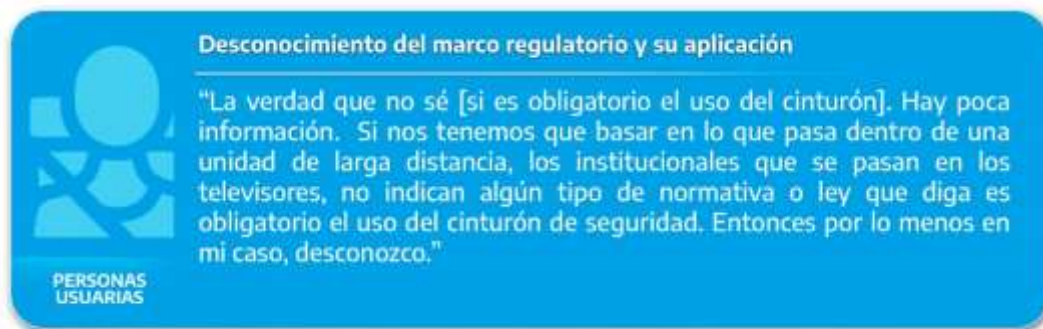 Desconocimiento del marco regulatorio y su aplicación
“La verdad que no sé [si es obligatorio el uso del cinturón]. Hay poca
información. Si nos tenemos que basar en lo que pasa dentro de una
unidad de larga distancia, los institucionales que se pasan en los
televisores, no indican algún tipo de normativa o ley que diga es
obligatorio el uso del cinturón de seguridad. Entonces por lo menos en
mi caso, desconozco.”
PERSONAS
USUARIAS